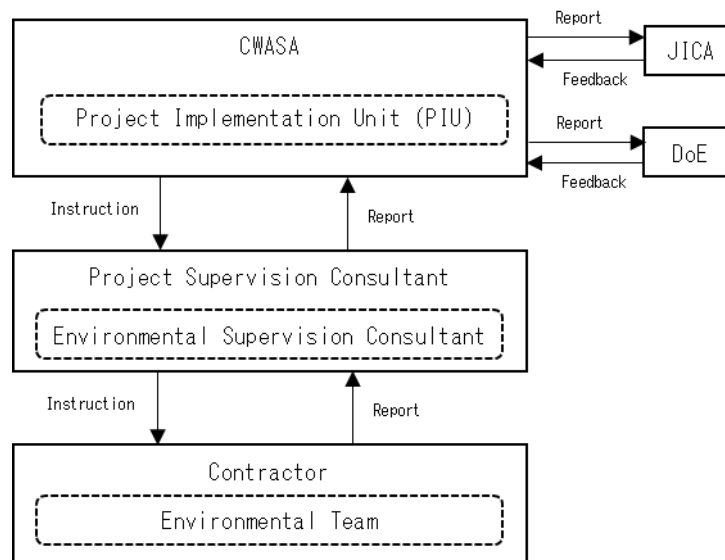 CWASA
Project Implementation Unit (PIU)
Report
JICA
Feedback
Report
DoE
Feedback
Instruction
Report
Project Supervision Consultant
Environmental Supervision Consultant
Instruction
Report
Contractor
Environmental Team